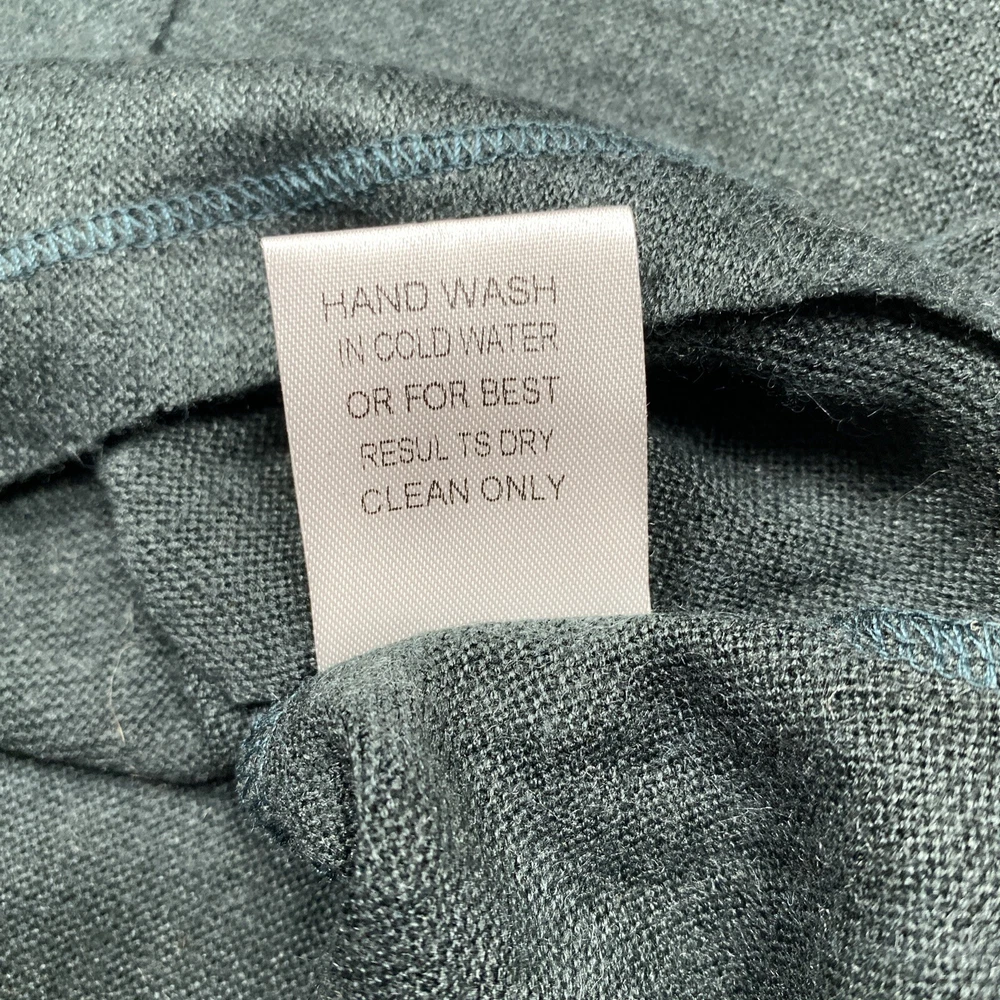 HAND WASH
IN COLD WATER
OR FOR BEST
RESUL TS DRY
CLEAN ONLY